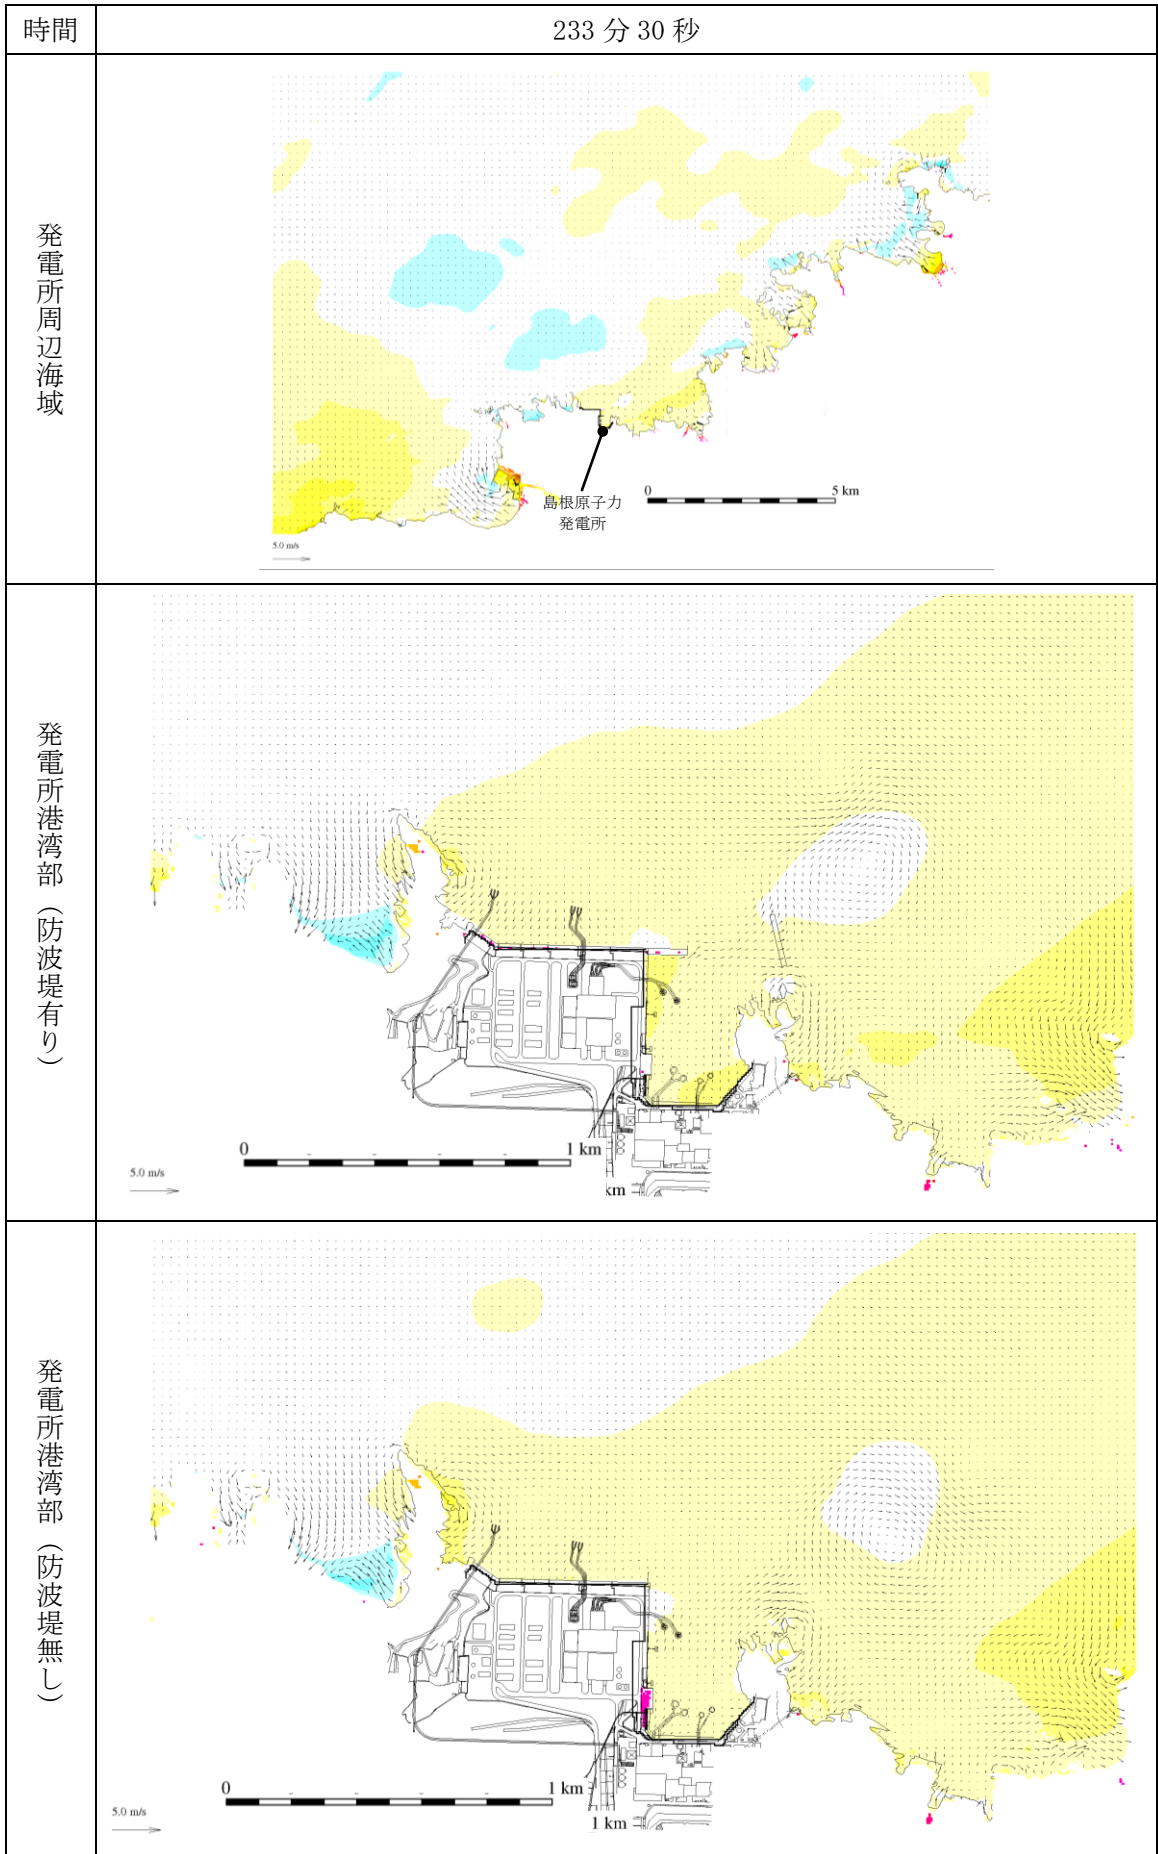 時間
233 分 30 秒
発電所周辺海域
島根原子力
発電所
0
5 km
5.0 m/s
発電所港湾部（防波堤有り）
0
1 km
5.0 m/s
km
発電所港湾部（防波堤無し）
0
1 km
5.0 m/s
1 km